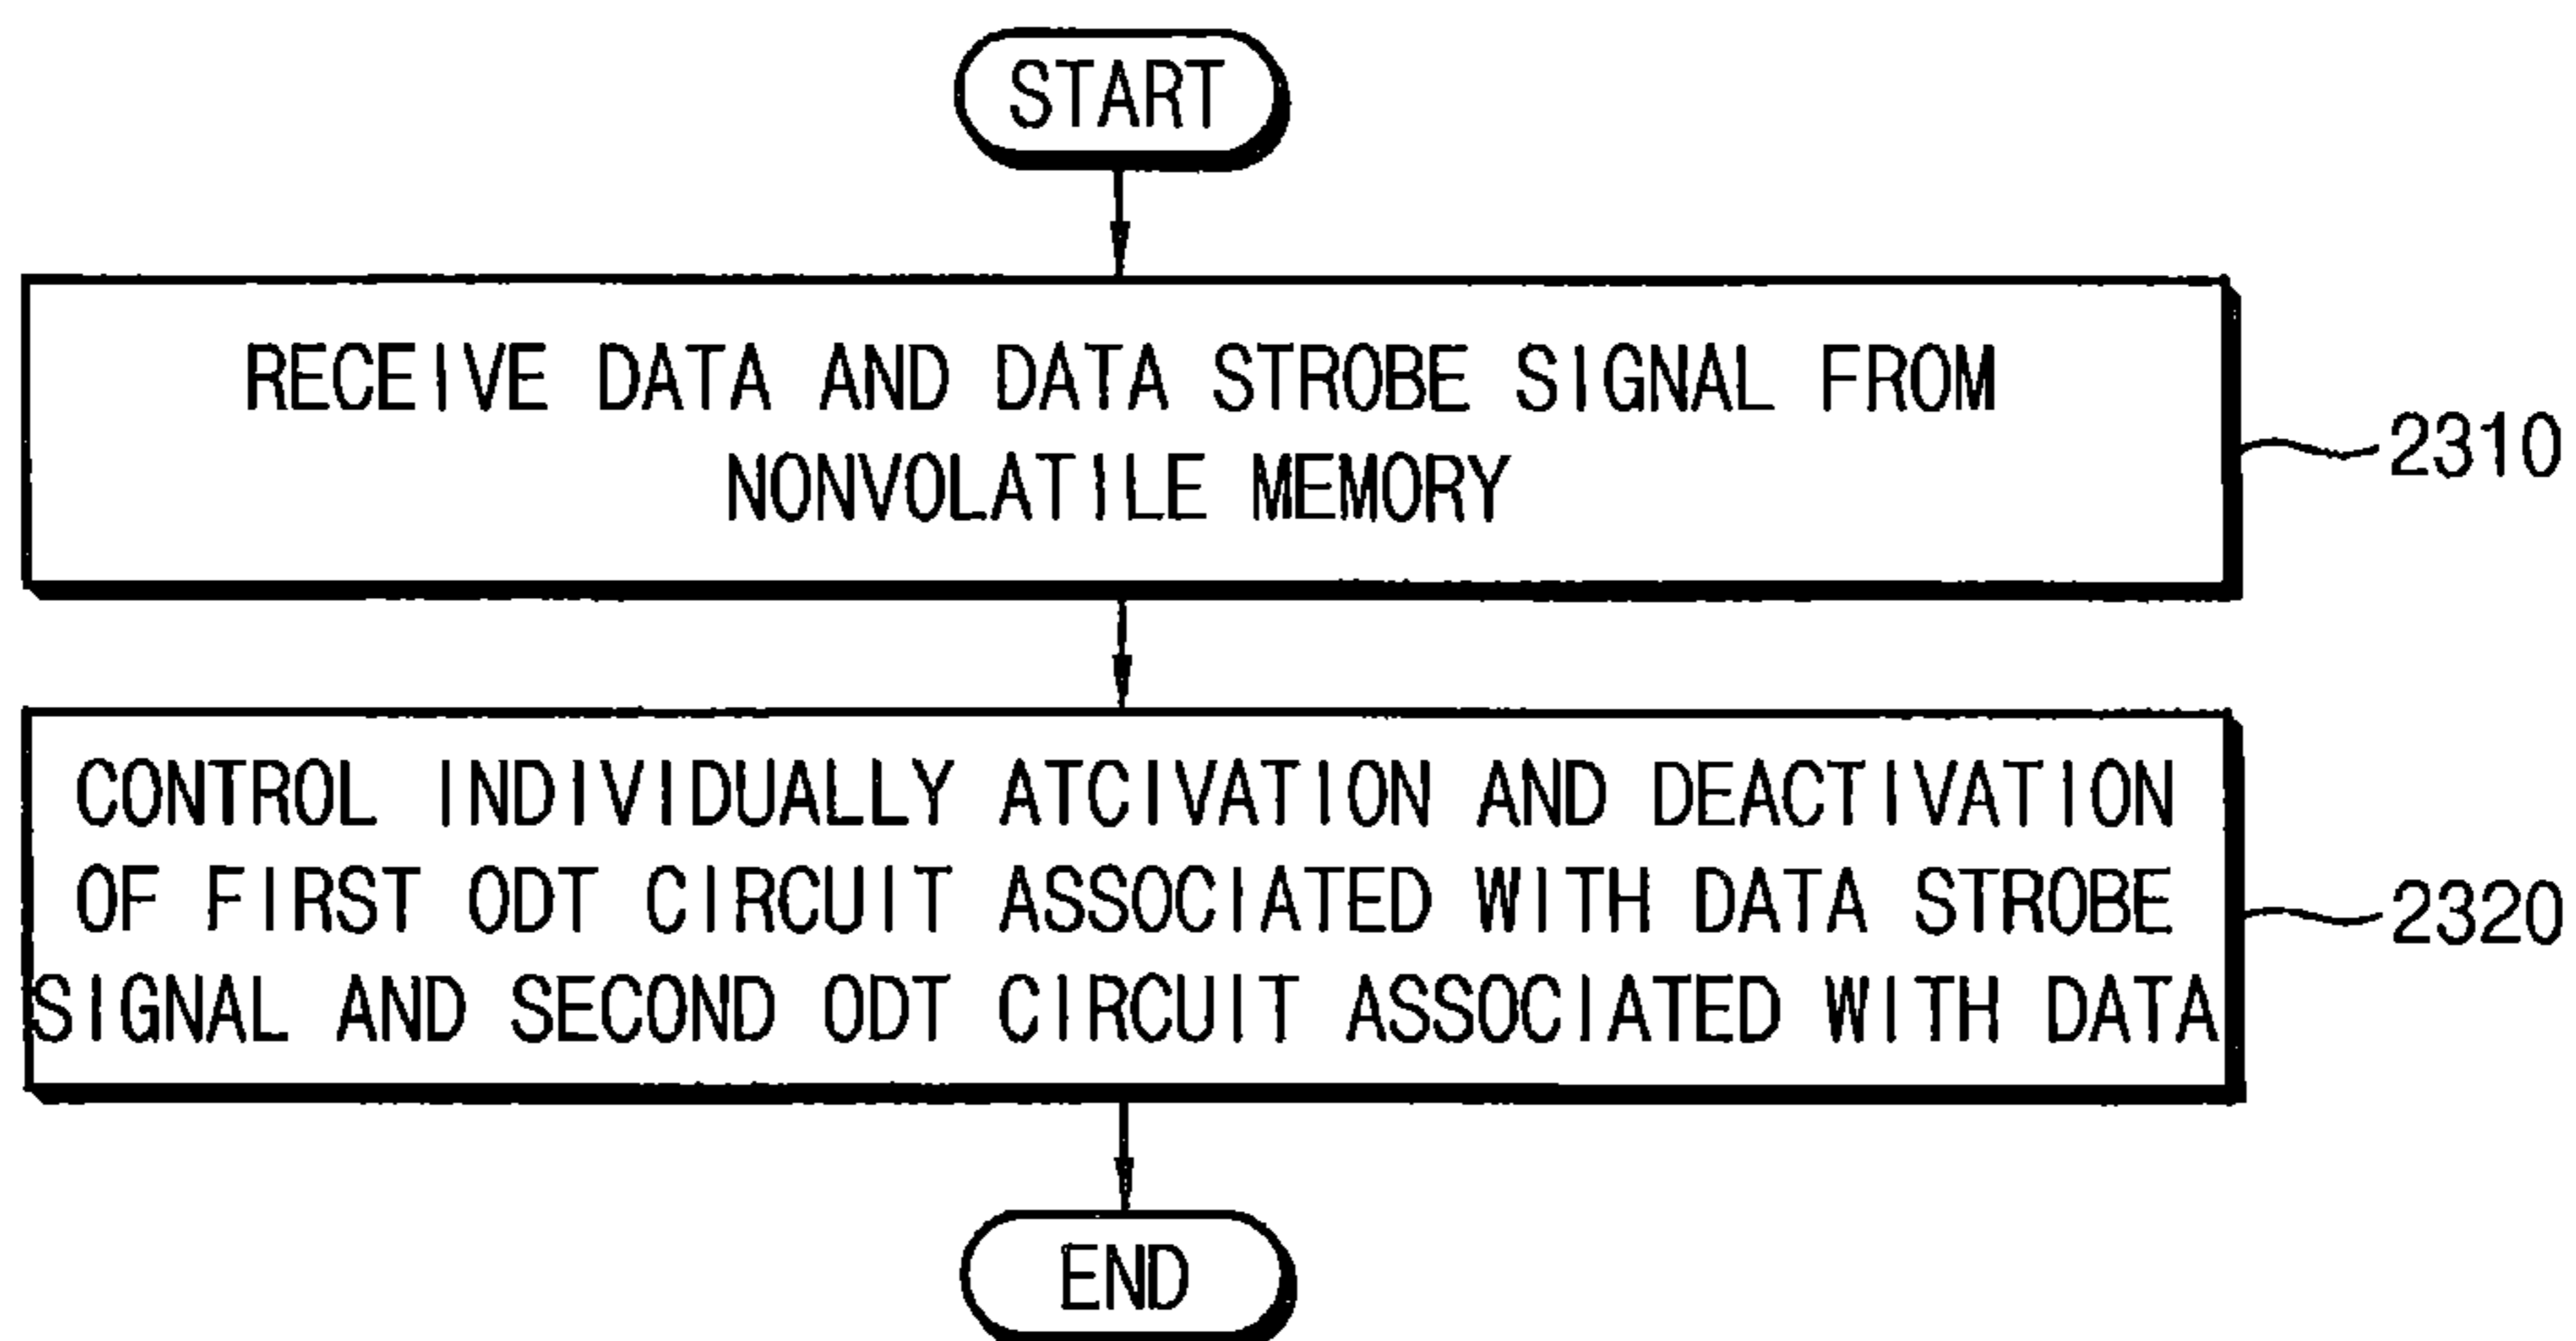 START
RECEIVE DATA AND DATA STROBE SIGNAL FROM
NONVOLATILE MEMORY
2310
CONTROL INDIVIDUALLY ATCIVATION AND DEACTIVATION
OF FIRST ODT CIRCUIT ASSOCIATED WITH DATA STROBE
SIGNAL AND SECOND ODT CIRCUIT ASSOCIATED WITH DATA
2320
END